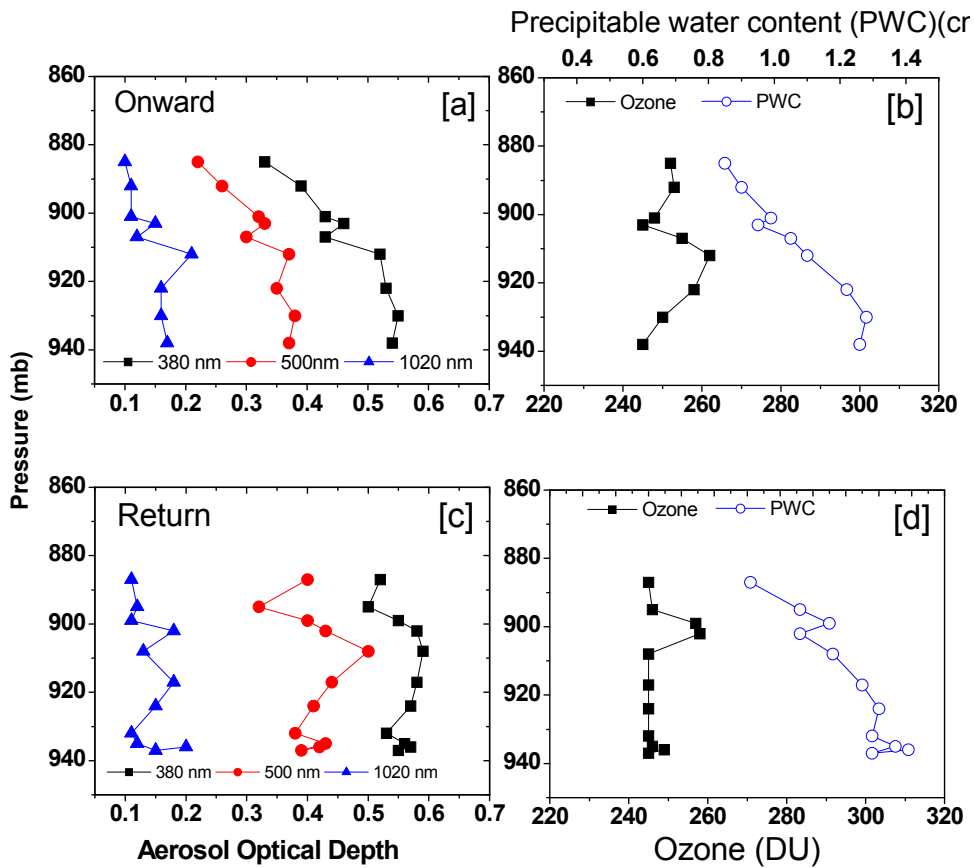 Precipitable water content (PWC)(cr
0.4 0.6 0.8 1.0 1.2 1.4
860 Onward [a] 860 Ozone PWC [b]
880 880
900 900
920 920
940 380 nm 500nm 1020 nm 940
0.1 0.2 0.3 0.4 0.5 0.6 0.7 220 240 260 280 300 320
Pressure (mb)
860 Return [c] 860 Ozone PWC [d]
880 880
900 900
920 920
940 380 nm 500 nm 1020 nm 940
0.1 0.2 0.3 0.4 0.5 0.6 0.7 220 240 260 280 300 320
Aerosol Optical Depth Ozone (DU)